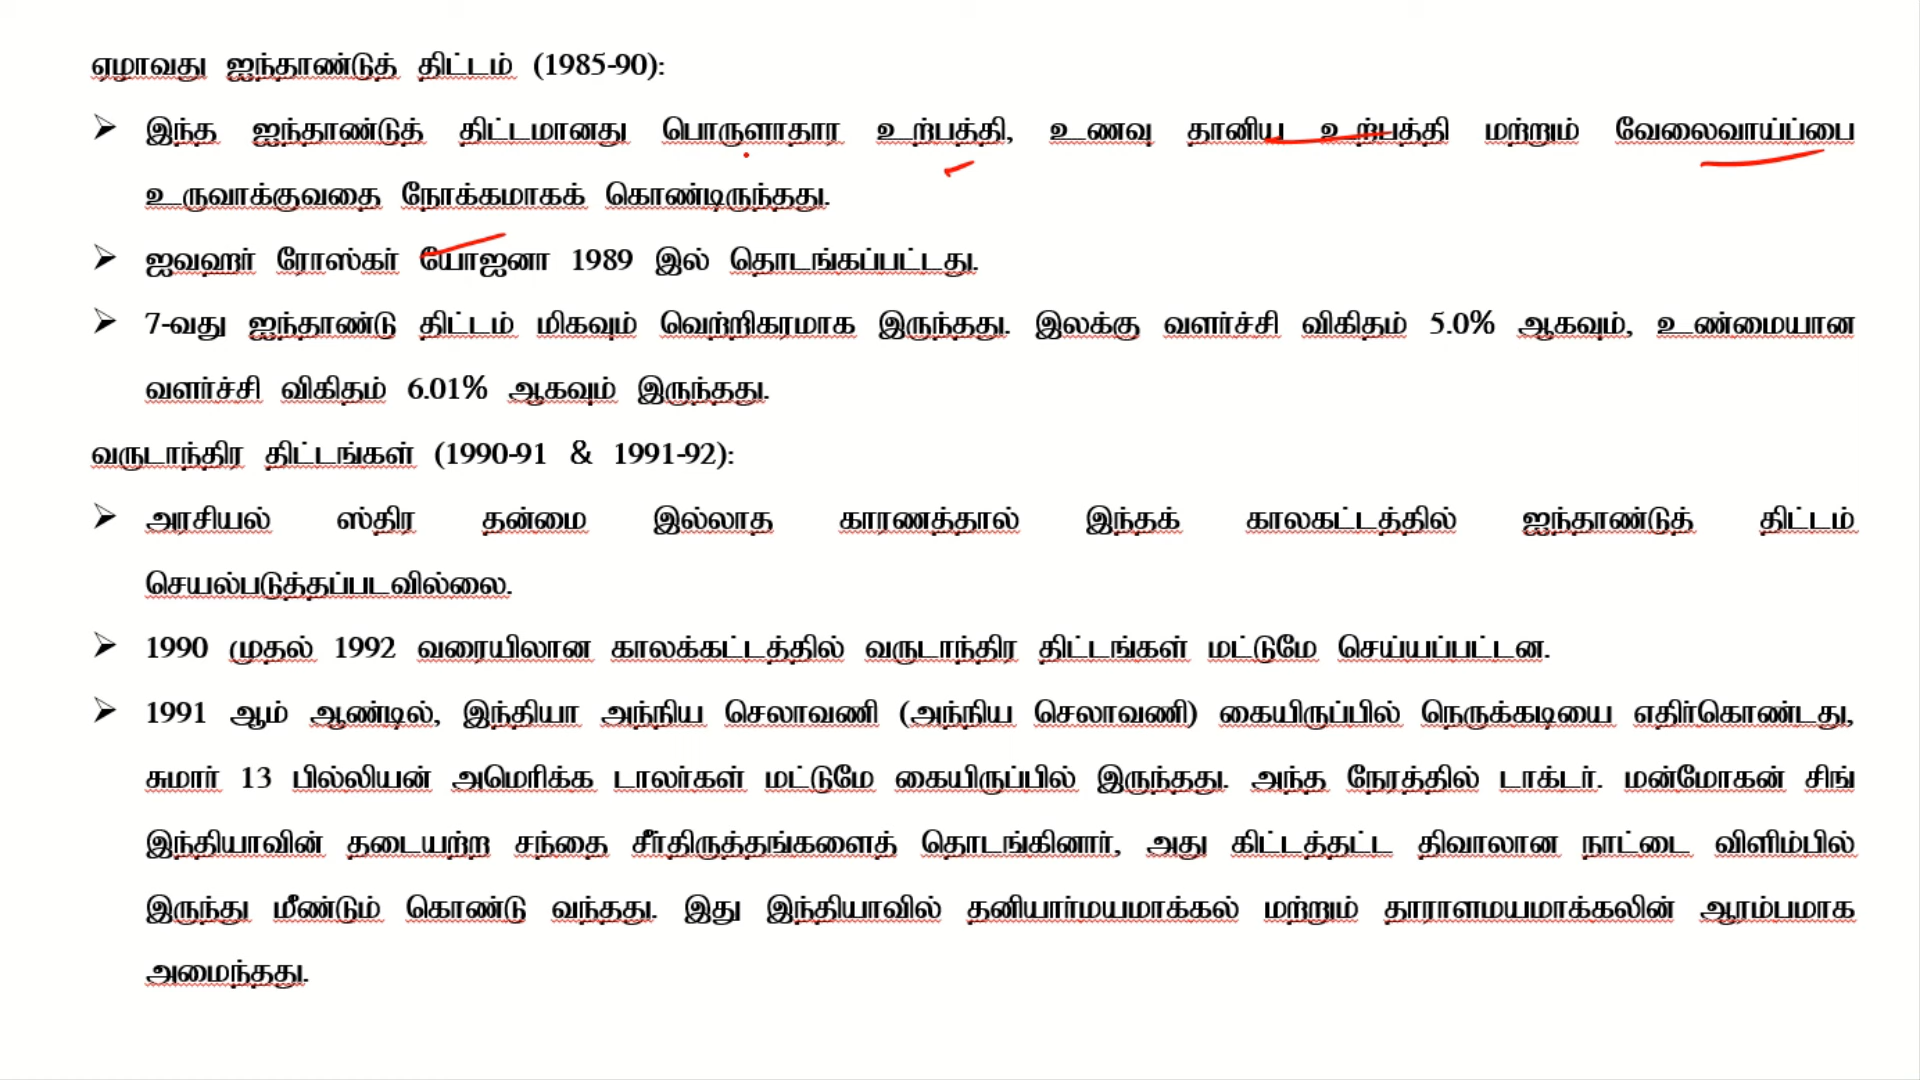 ஏழாவது ஐந்தாண்டுத் திட்டம் (1985-90):
➢ இந்த ஐந்தாண்டுத் திட்டமானது பொருளாதார உற்பத்தி, உணவு தானிய உற்பத்தி மற்றும் வேலைவாய்ப்பை
உருவாக்குவதை நோக்கமாகக் கொண்டிருந்தது.
➢ ஜவஹர் ரோஸ்கர் யோஜனா 1989 இல் தொடங்கப்பட்டது.
➢ 7-வது ஐந்தாண்டு திட்டம் மிகவும் வெற்றிகரமாக இருந்தது. இலக்கு வளர்ச்சி விகிதம் 5.0% ஆகவும், உண்மையான
வளர்ச்சி விகிதம் 6.01% ஆகவும் இருந்தது.
வருடாந்திர திட்டங்கள் (1990-91 & 1991-92):
➢ அரசியல் ஸ்திர தன்மை இல்லாத காரணத்தால் இந்தக் காலகட்டத்தில் ஐந்தாண்டுத் திட்டம்
செயல்படுத்தப்படவில்லை.
➢ 1990 முதல் 1992 வரையிலான காலக்கட்டத்தில் வருடாந்திர திட்டங்கள் மட்டுமே செய்யப்பட்டன.
➢ 1991 ஆம் ஆண்டில், இந்தியா அந்நிய செலாவணி (அந்நிய செலாவணி) கையிருப்பில் நெருக்கடியை எதிர்கொண்டது,
சுமார் 13 பில்லியன் அமெரிக்க டாலர்கள் மட்டுமே கையிருப்பில் இருந்தது. அந்த நேரத்தில் டாக்டர். மன்மோகன் சிங்
இந்தியாவின் தடையற்ற சந்தை சீர்திருத்தங்களைத் தொடங்கினார், அது கிட்டத்தட்ட திவாலான நாட்டை விளிம்பில்
இருந்து மீண்டும் கொண்டு வந்தது. இது இந்தியாவில் தனியார்மயமாக்கல் மற்றும் தாராளமயமாக்கலின் ஆரம்பமாக
அமைந்தது.